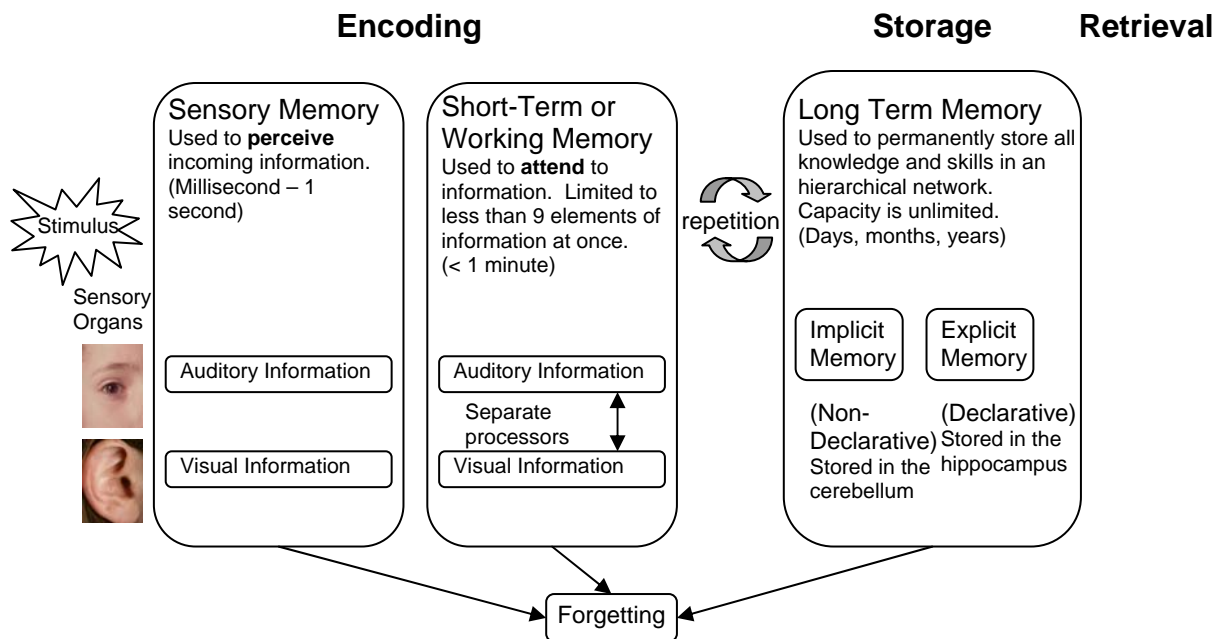 Encoding
Storage
Retrieval
Stimulus
Sensory
Organs
Sensory Memory
Used to perceive
incoming information.
(Millisecond – 1
second)
Auditory Information
Visual Information
Short-Term or
Working Memory
Used to attend to
information.  Limited to
less than 9 elements of
information at once.
(< 1 minute)
Auditory Information
Separate
processors
Visual Information
repetition
Long Term Memory
Used to permanently store all
knowledge and skills in an
hierarchical network.
Capacity is unlimited.
(Days, months, years)
Implicit
Memory
(Non-
Declarative)
Stored in the
cerebellum
Explicit
Memory
(Declarative)
Stored in the
hippocampus
Forgetting